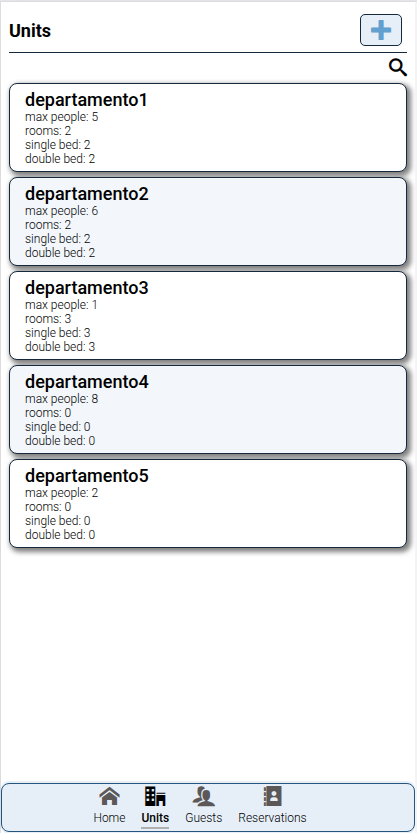 Units
departamento1
max people: 5
rooms: 2
single bed: 2
double bed: 2
departamento2
max people: 6
rooms: 2
single bed: 2
double bed: 2
departamento3
max people: 1
rooms: 3
single bed: 3
double bed: 3
departamento4
max people: 8
rooms: 0
single bed: 0
double bed: 0
departamento5
max people: 2
rooms: 0
single bed: 0
double bed: 0
Home Units Guests Reservations